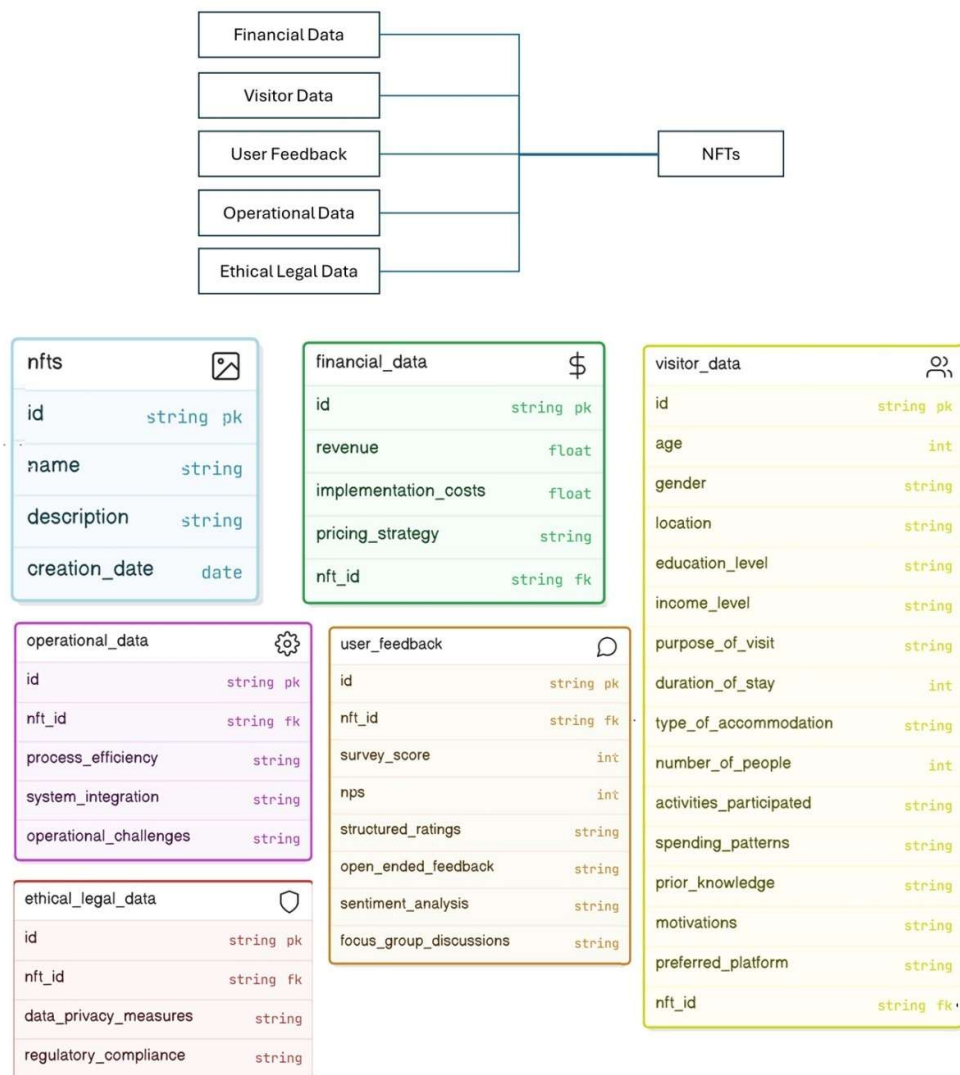 Financial Data
Visitor Data
User Feedback
NFTs
Operational Data
Ethical Legal Data
nfts
id string pk
name string
description string
creation_date date
financial_data
id string pk
revenue float
implementation_costs float
pricing_strategy string
nft_id string fk
visitor_data
id string pk
age int
gender string
location string
education_level string
income_level string
purpose_of_visit string
duration_of_stay int
type_of_accommodation string
number_of_people int
activities_participated string
spending_patterns string
prior_knowledge string
motivations string
preferred_platform string
nft_id string fk
operational_data
id string pk
nft_id string fk
process_efficiency string
system_integration string
operational_challenges string
user_feedback
id string pk
nft_id string fk
survey_score int
nps int
structured_ratings string
open_ended_feedback string
sentiment_analysis string
focus_group_discussions string
ethical_legal_data
id string pk
nft_id string fk
data_privacy_measures string
regulatory_compliance string